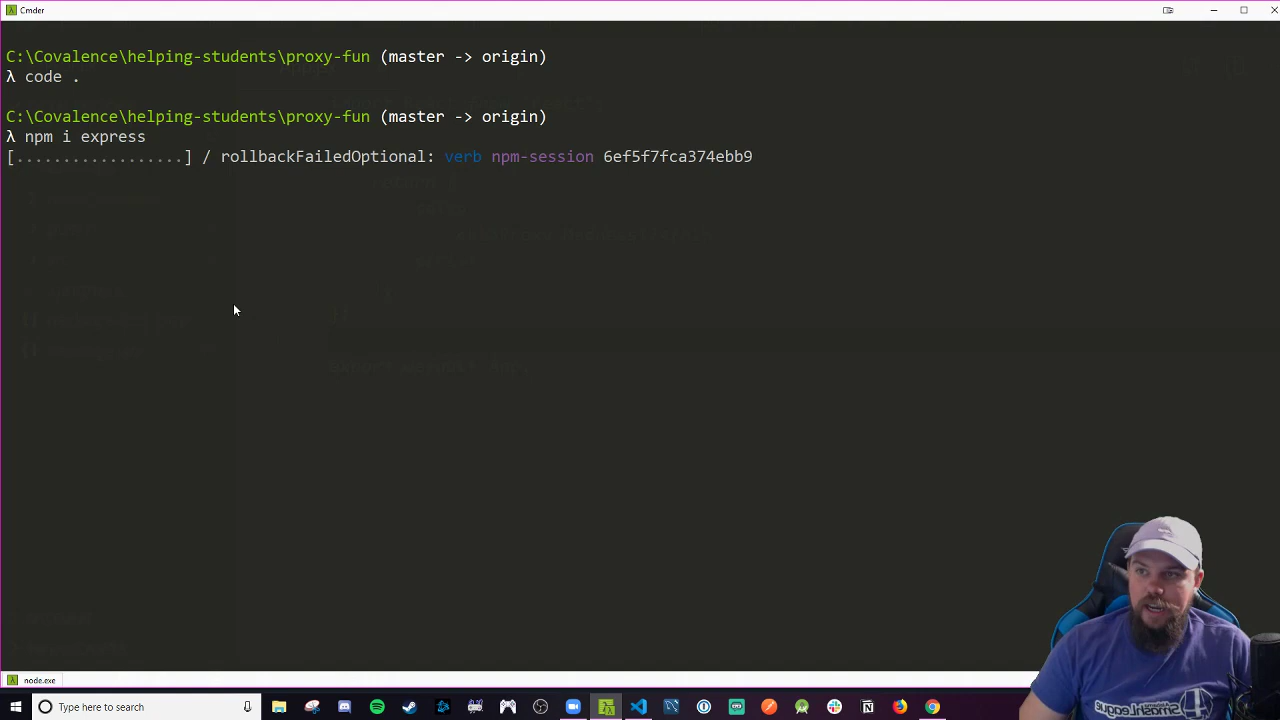 Cmder
C:\Covalence\helping-students\proxy-fun (master -> origin)
λ code .
C:\Covalence\helping-students\proxy-fun (master -> origin)
λ npm i express
[..................] / rollbackFailedOptional: verb npm-session 6ef5f7fca374ebb9
node.exe
Type here to search